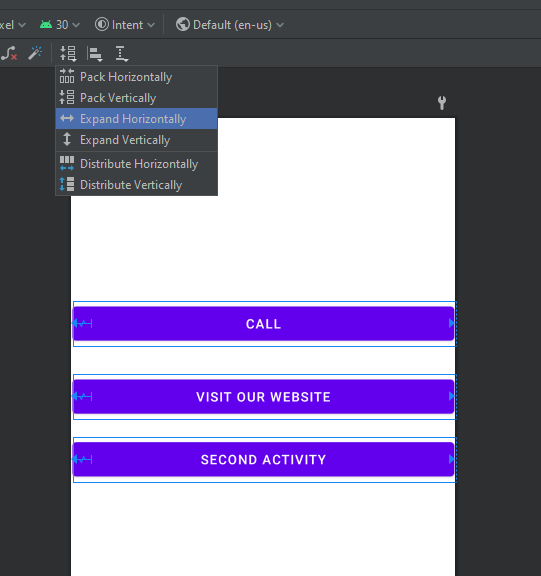 xel 30 Intent Default (en-us)
Pack Horizontally
Pack Vertically
Expand Horizontally
Expand Vertically
Distribute Horizontally
Distribute Vertically
CALL
VISIT OUR WEBSITE
SECOND ACTIVITY